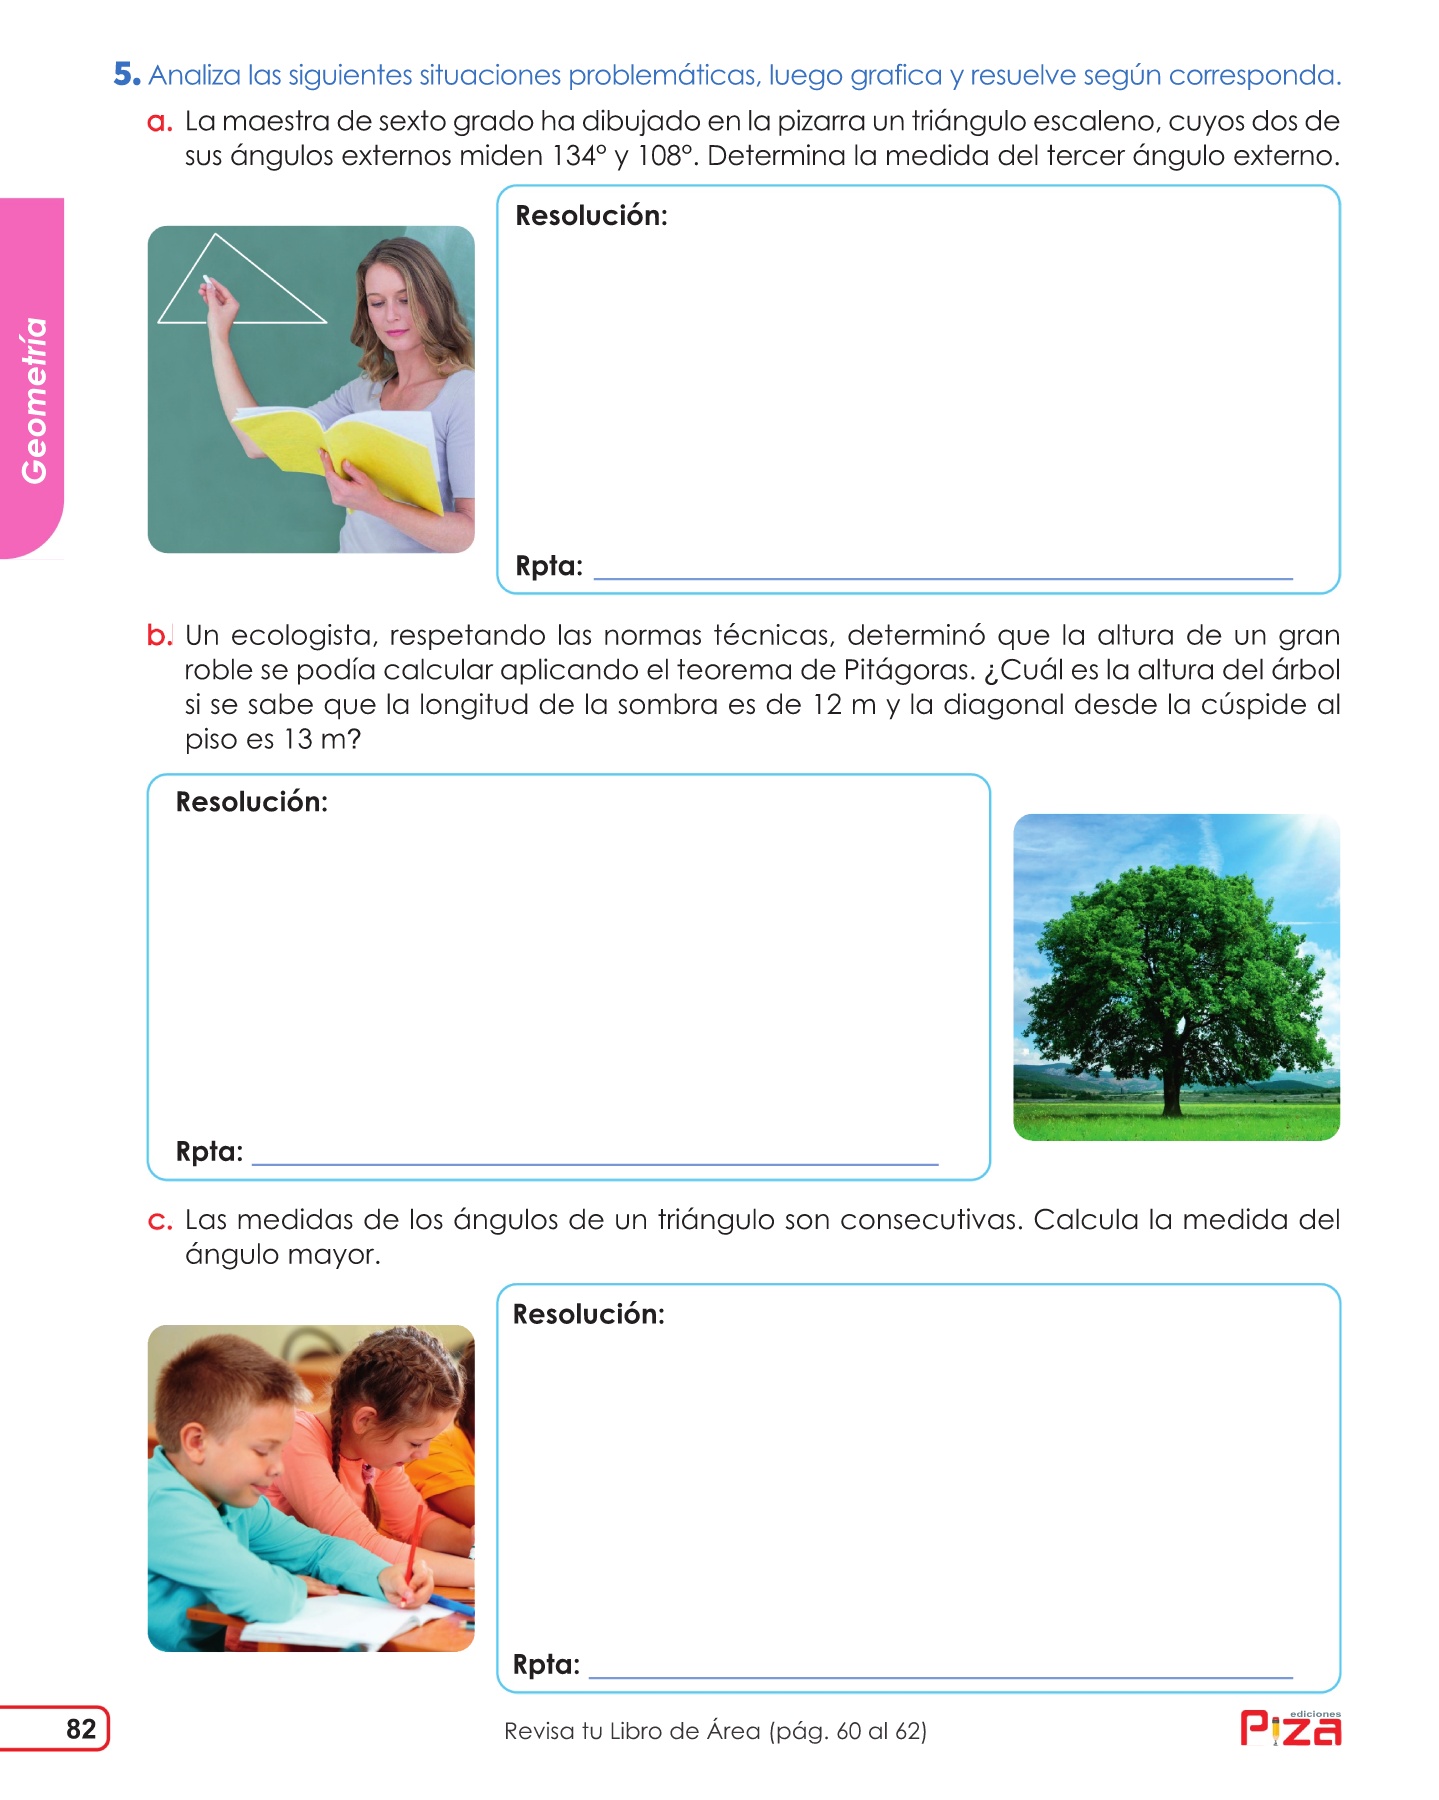 5. Analiza las siguientes situaciones problemáticas, luego grafica y resuelve según corresponda.
a. La maestra de sexto grado ha dibujado en la pizarra un triángulo escaleno, cuyos dos de
sus ángulos externos miden 134° y 108°. Determina la medida del tercer ángulo externo.
Geometría
Resolución:
Rpta:
b. Un ecologista, respetando las normas técnicas, determinó que la altura de un gran
roble se podía calcular aplicando el teorema de Pitágoras. ¿Cuál es la altura del árbol
si se sabe que la longitud de la sombra es de 12 m y la diagonal desde la cúspide al
piso es 13 m?
Resolución:
Rpta:
c. Las medidas de los ángulos de un triángulo son consecutivas. Calcula la medida del
ángulo mayor.
Resolución:
Rpta:
82
Revisa tu Libro de Área (pág. 60 al 62)
ediciones
Piza